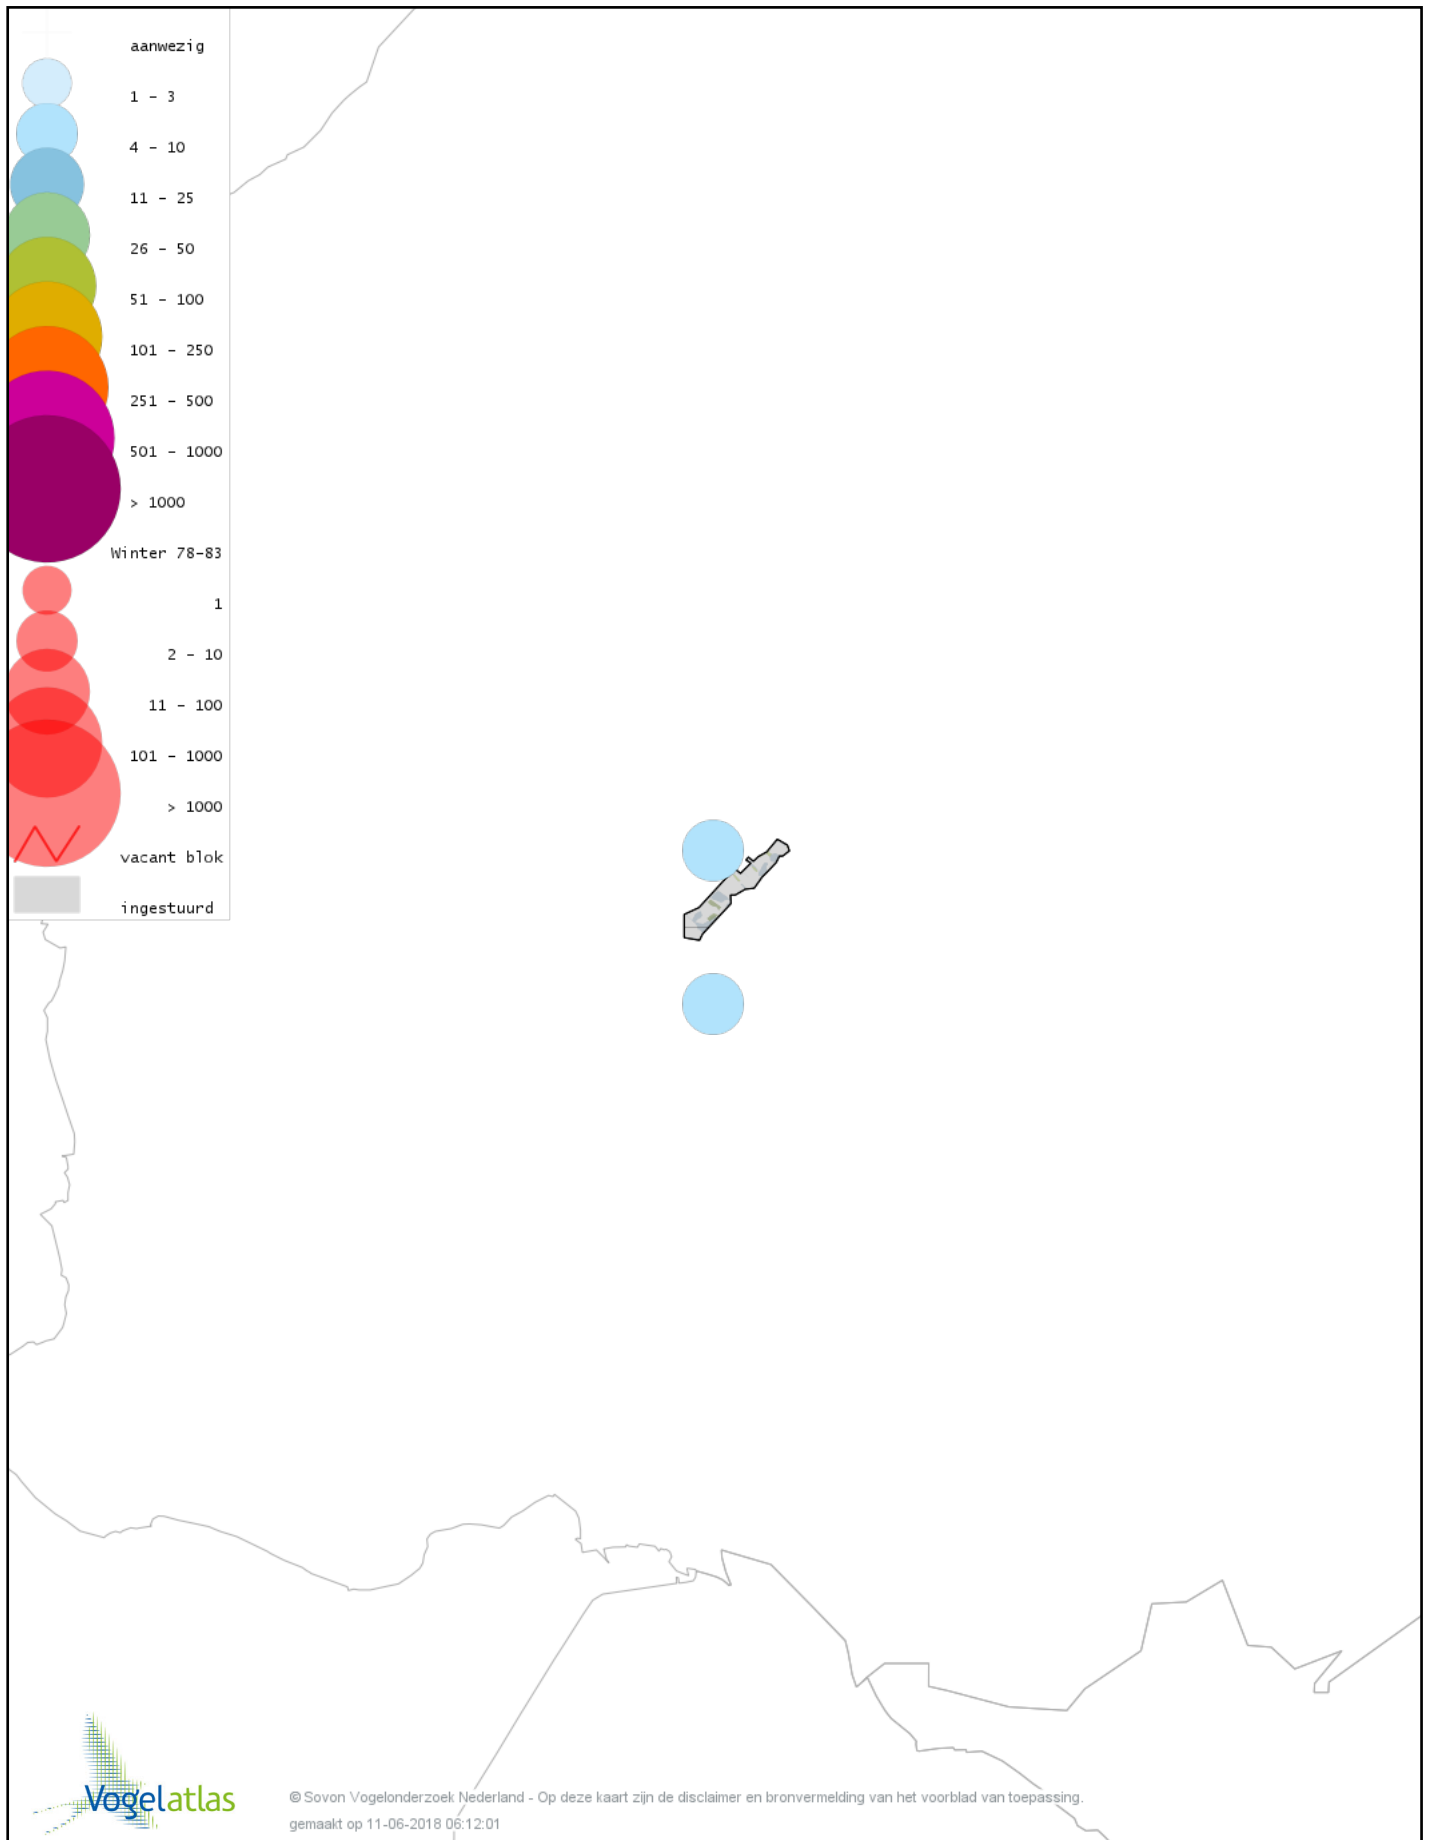 aanwezig
1 – 3
4 – 10
11 – 25
26 – 50
51 – 100
101 – 250
251 – 500
501 – 1000
> 1000
Winter 78-83
1
2 – 10
11 – 100
101 – 1000
> 1000
vacant blok
ingestuurd
Vogelatlas
© Sovon Vogelonderzoek Nederland - Op deze kaart zijn de disclaimer en bronvermelding van het voorblad van toepassing.
gemaakt op 11-06-2018 06:12:01